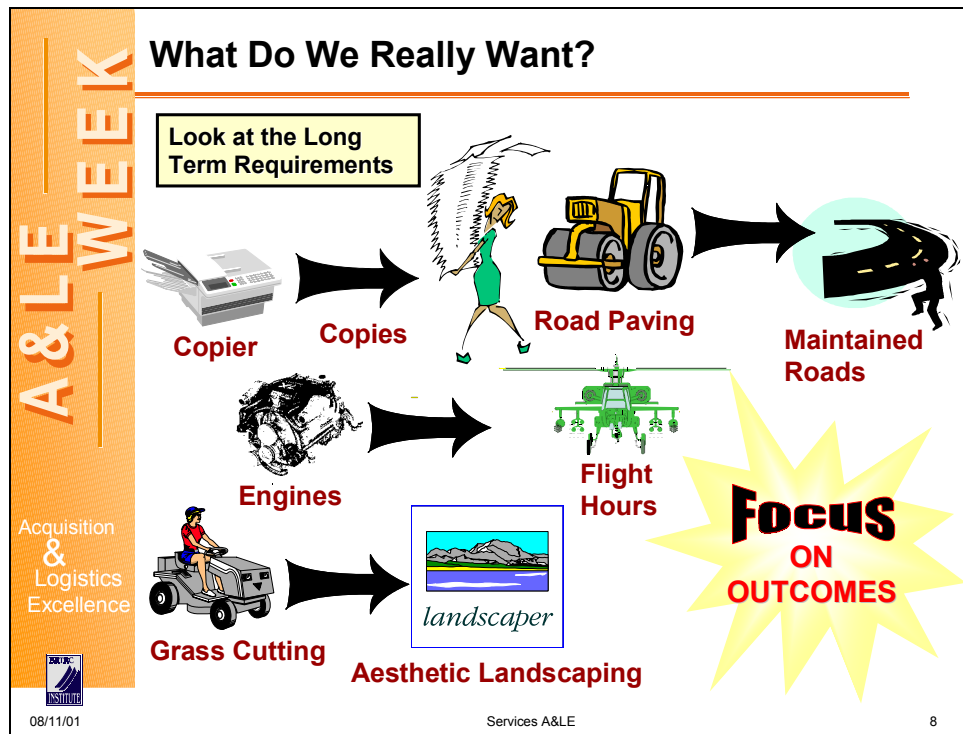 What Do We Really Want?
Look at the Long
Term Requirements
Copier
Copies
Road Paving
Maintained
Roads
Engines
Flight
Hours
Focus
ON
OUTCOMES
Grass Cutting
landscaper
Aesthetic Landscaping
A & LE
WEEK
Acquisition
&
Logistics
Excellence
INSTITUTE
08/11/01
Services A&LE
8